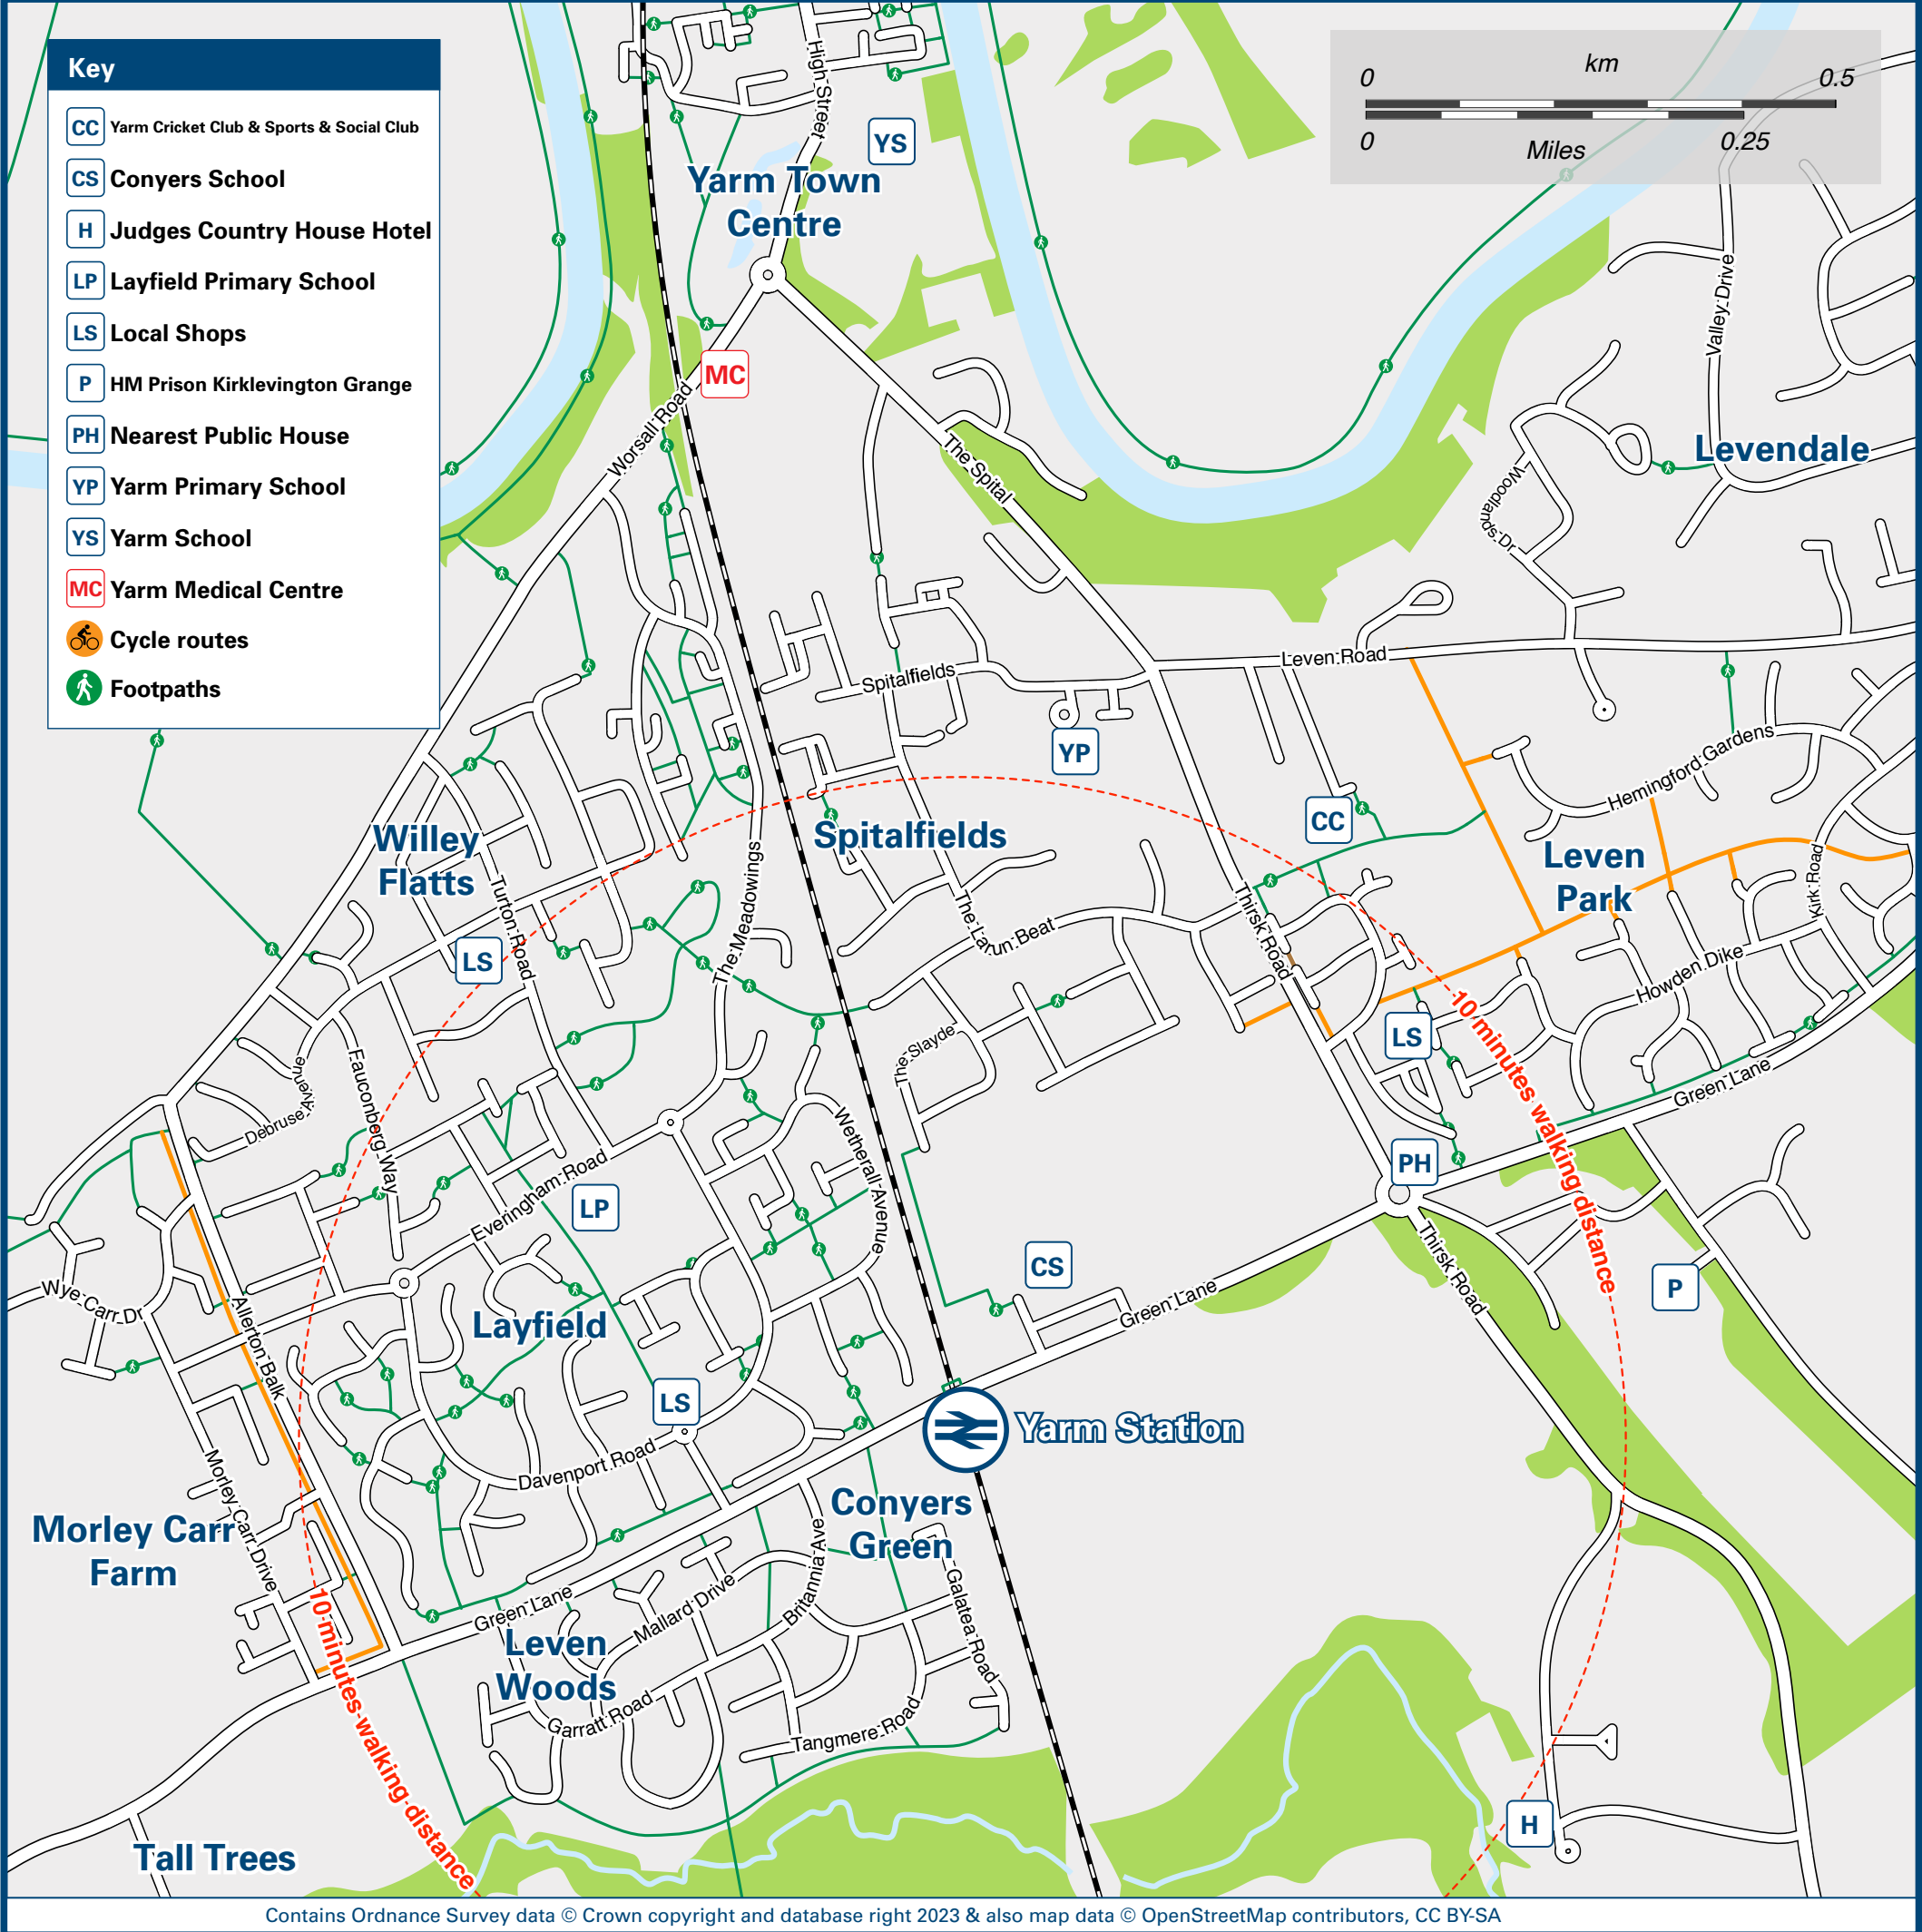 Key
CC Yarm Cricket Club & Sports & Social Club
CS Conyers School
H Judges Country House Hotel
LP Layfield Primary School
LS Local Shops
P HM Prison Kirklevington Grange
PH Nearest Public House
YP Yarm Primary School
YS Yarm School
MC Yarm Medical Centre
Cycle routes
Footpaths
km
0 0.5
0 0.25
Miles
High Street
YS
Yarm Town
Centre
MC
Worsall Road
The Spital
Valley Drive
Levendale
Woodlands Dr
Leven Road
Spitalfields
YP
Hemingford Gardens
CC
Willey
Flatts
Spitalfields
Leven
Park
Kirk Road
Turton Road
The Meadowings
The Larun Beat
Thirsk Road
LS
Howden Dike
10 minutes walking distance
LS
The Slayde
Green Lane
Debruse Avenue
Fauconberg Way
Wetherall Avenue
Everingham Road
LP
PH
CS
P
Thirsk Road
Wye Carr Dr
Allerton Balk
Layfield
Green Lane
LS
Yarm Station
Davenport Road
Morley Carr Drive
Morley Carr
Farm
Conyers
Green
Britannia Ave
Galatea Road
Green Lane
Mallard Drive
Leven
Woods
Garratt Road
Tangmere Road
10 minutes walking distance
H
Tall Trees
Contains Ordnance Survey data © Crown copyright and database right 2023 & also map data © OpenStreetMap contributors, CC BY-SA